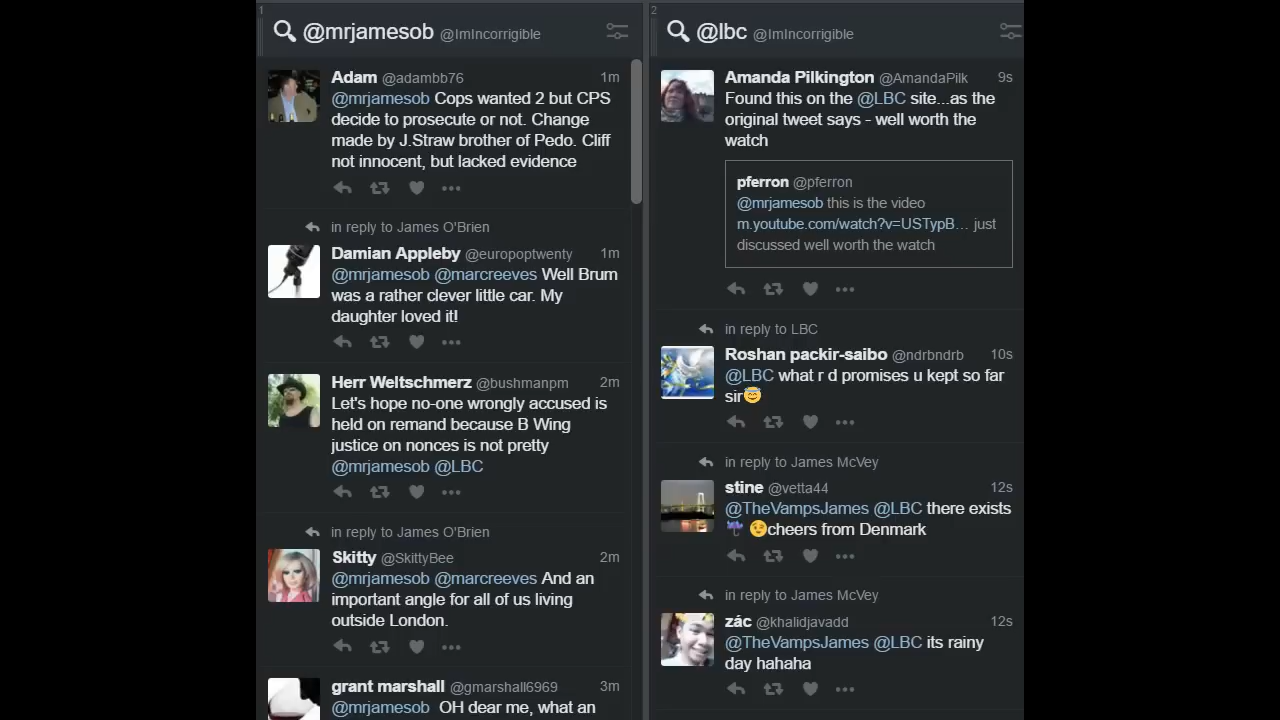 1
@mrjamesob @ImIncorrigible
Adam @adambb76 1m
@mrjamesob Cops wanted 2 but CPS
decide to prosecute or not. Change
made by J.Straw brother of Pedo. Cliff
not innocent, but lacked evidence
in reply to James O'Brien
Damian Appleby @europoptwenty 1m
@mrjamesob @marcreeves Well Brum
was a rather clever little car. My
daughter loved it!
Herr Weltschmerz @bushmanpm 2m
Let's hope no-one wrongly accused is
held on remand because B Wing
justice on nonces is not pretty
@mrjamesob @LBC
in reply to James O'Brien
Skitty @SkittyBee 2m
@mrjamesob @marcreeves And an
important angle for all of us living
outside London.
grant marshall @gmarshall6969 3m
@mrjamesob OH dear me, what an
2
@lbc @ImIncorrigible
Amanda Pilkington @AmandaPilk 9s
Found this on the @LBC site...as the
original tweet says - well worth the
watch
pferron @pferron
@mrjamesob this is the video
m.youtube.com/watch?v=USTypB… just
discussed well worth the watch
in reply to LBC
Roshan packir-saibo @ndrbndrb 10s
@LBC what r d promises u kept so far
sir😇
in reply to James McVey
stine @vetta44 12s
@TheVampsJames @LBC there exists
☔ 😉cheers from Denmark
in reply to James McVey
zác @khalidjavadd 12s
@TheVampsJames @LBC its rainy
day hahaha